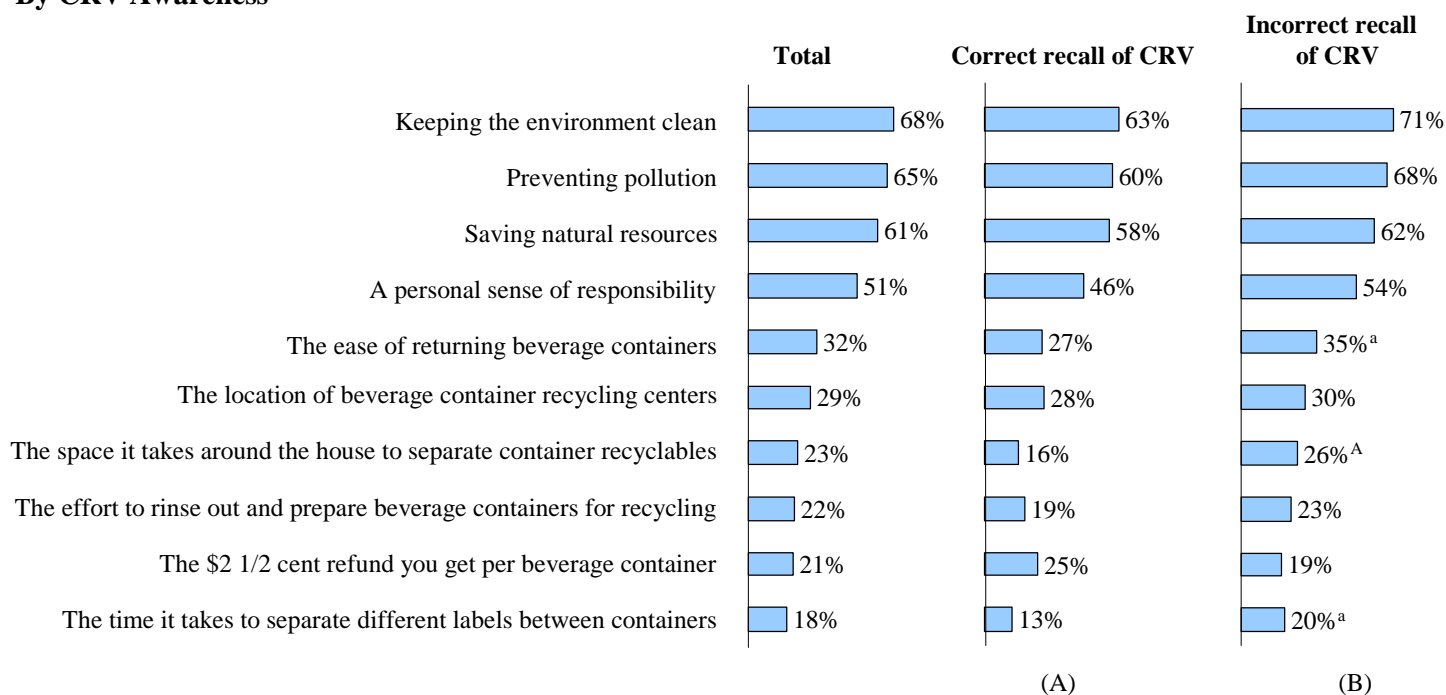 By CRV Awareness
Total Correct recall of CRV Incorrect recall of CRV
Keeping the environment clean 68% 63% 71%
Preventing pollution 65% 60% 68%
Saving natural resources 61% 58% 62%
A personal sense of responsibility 51% 46% 54%
The ease of returning beverage containers 32% 27% 35% a
The location of beverage container recycling centers 29% 28% 30%
The space it takes around the house to separate container recyclables 23% 16% 26% A
The effort to rinse out and prepare beverage containers for recycling 22% 19% 23%
The $2 1/2 cent refund you get per beverage container 21% 25% 19%
The time it takes to separate different labels between containers 18% 13% 20% a
(A) (B)